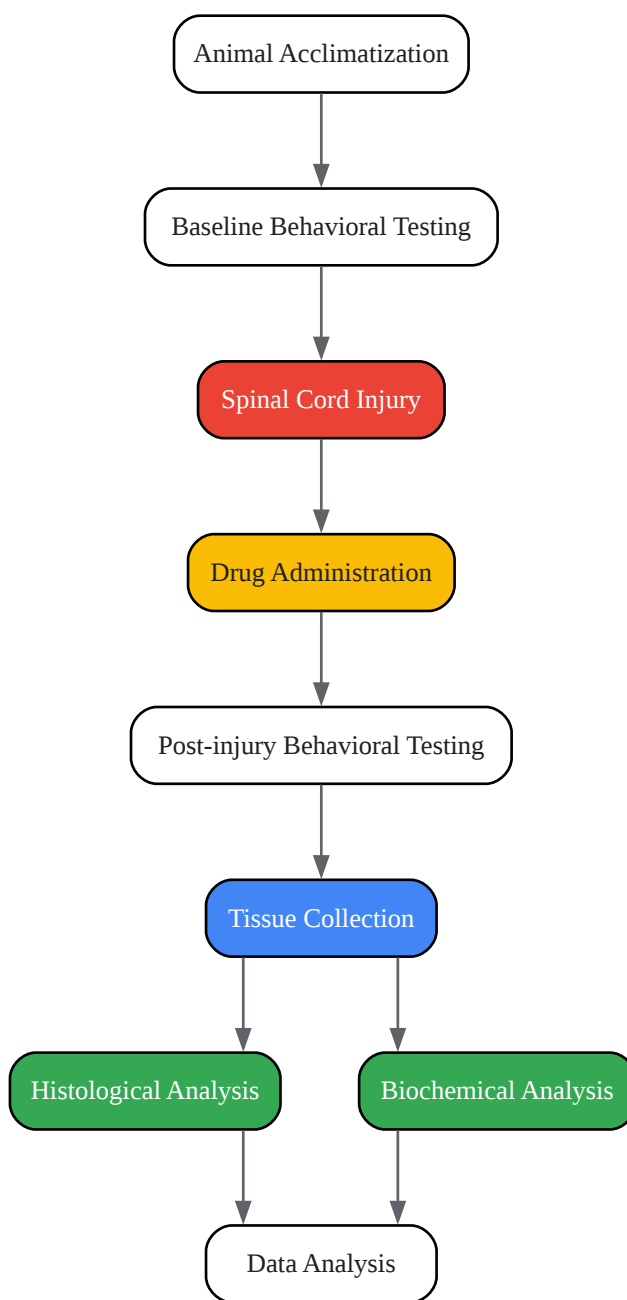 Animal Acclimatization
Baseline Behavioral Testing
Spinal Cord Injury
Drug Administration
Post-injury Behavioral Testing
Tissue Collection
Histological Analysis
Biochemical Analysis
Data Analysis